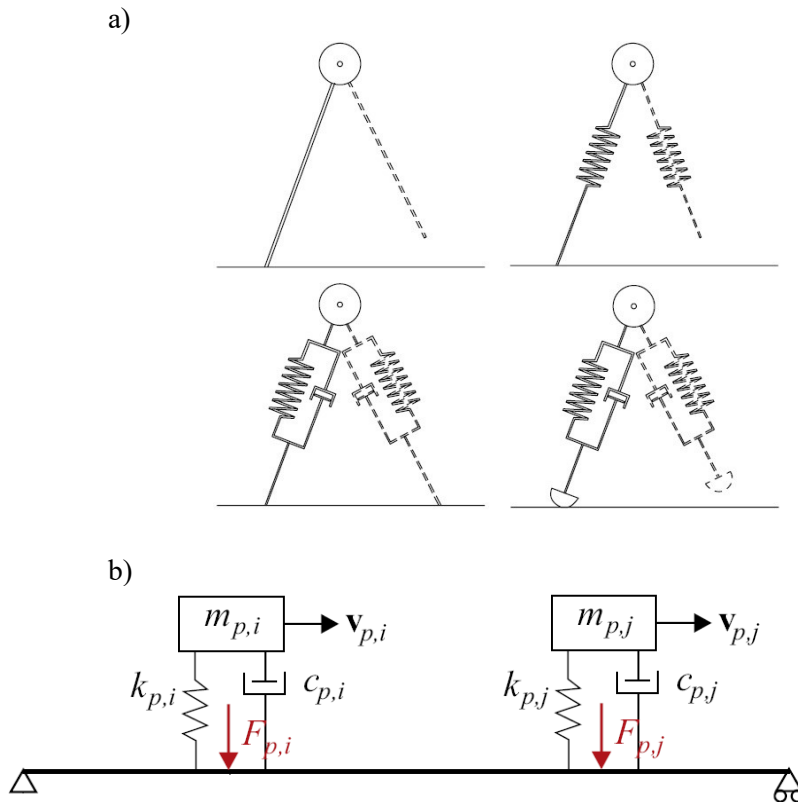 a)
b)
m_{p,i} v_{p,i} m_{p,j} v_{p,j}
k_{p,i} c_{p,i} k_{p,j} c_{p,j}
F_{p,i} F_{p,j}